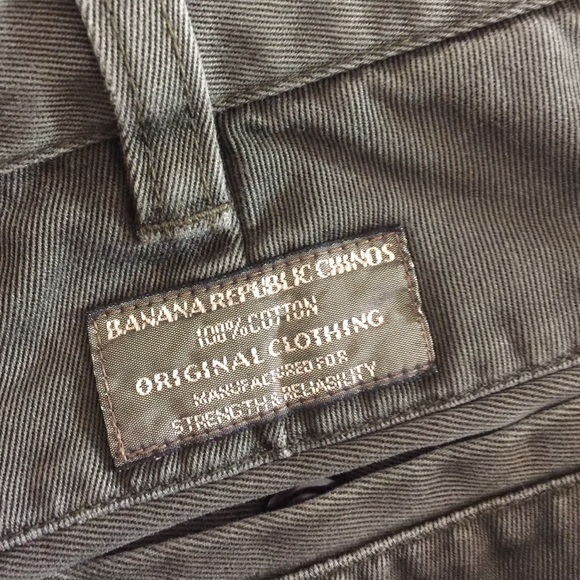 BANANA REPUBLIC CHINOS
100% COTTON
ORIGINAL CLOTHING
MANUFACTURED FOR
STRENGTH & RELIABILITY